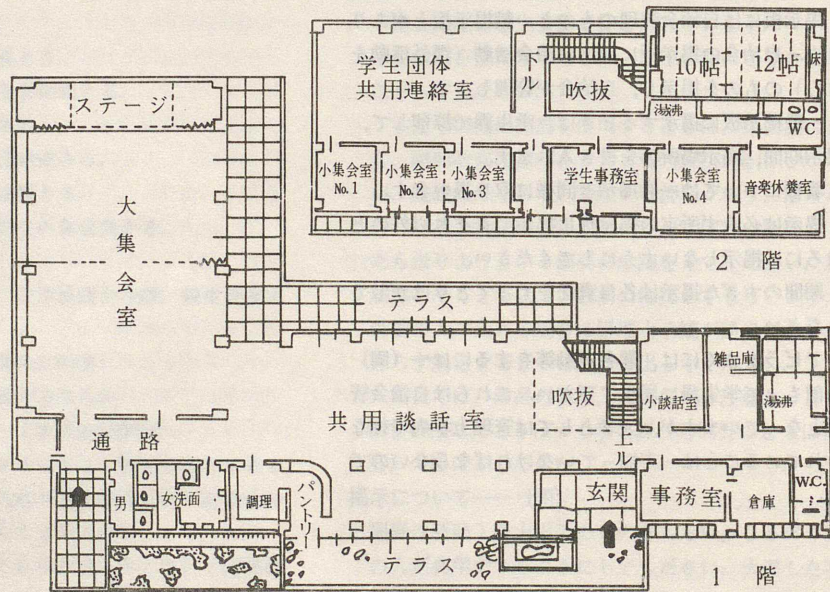 学生団体
共用連絡室
吹抜
10帖
12帖
床
湯沸
WC
小集会室
No.1
小集会室
No.2
小集会室
No.3
学生事務室
小集会室
No.4
音楽休養室
2階
ステージ
大集会室
テラス
吹抜
共用談話室
小談話室
雑品庫
湯沸
通路
男
女洗面
調理
パントリー
ホール
玄関
事務室
倉庫
W.C.
テラス
1階